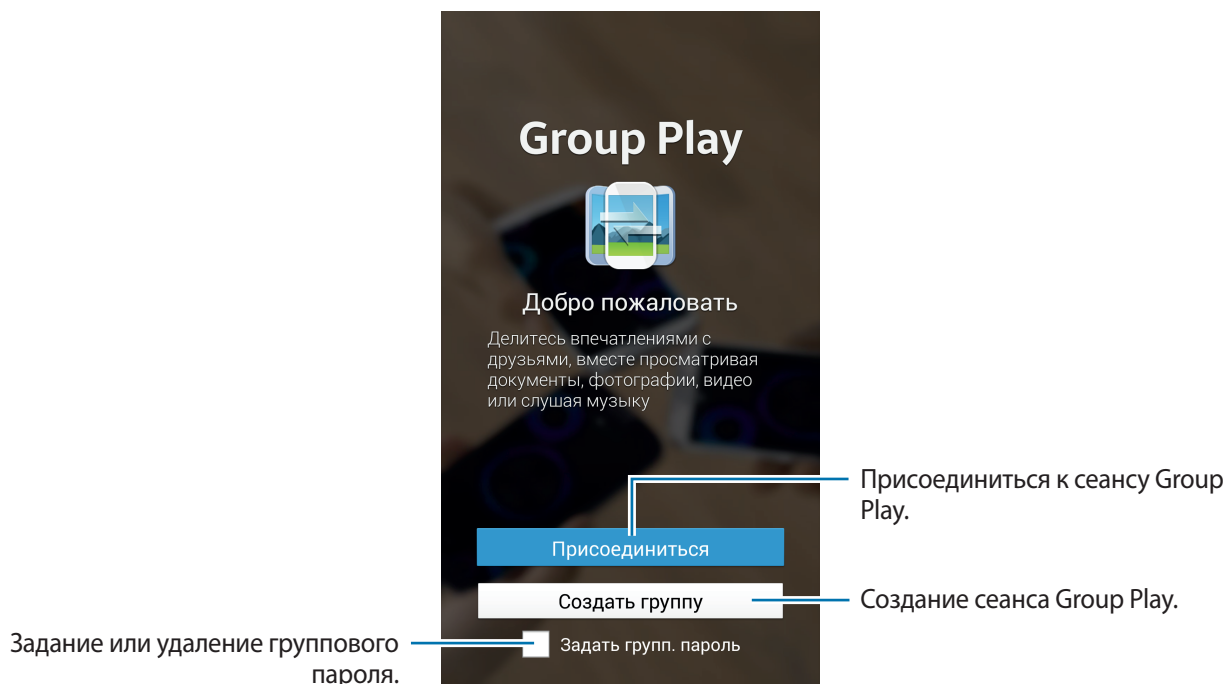 Group Play
Добро пожаловать
Делитесь впечатлениями с
друзьями, вместе просматривая
документы, фотографии, видео
или слушая музыку
Присоединиться к сеансу Group
Play.
Присоединиться
Создать группу
Создание сеанса Group Play.
Задание или удаление группового
пароля.
Задать групп. пароль